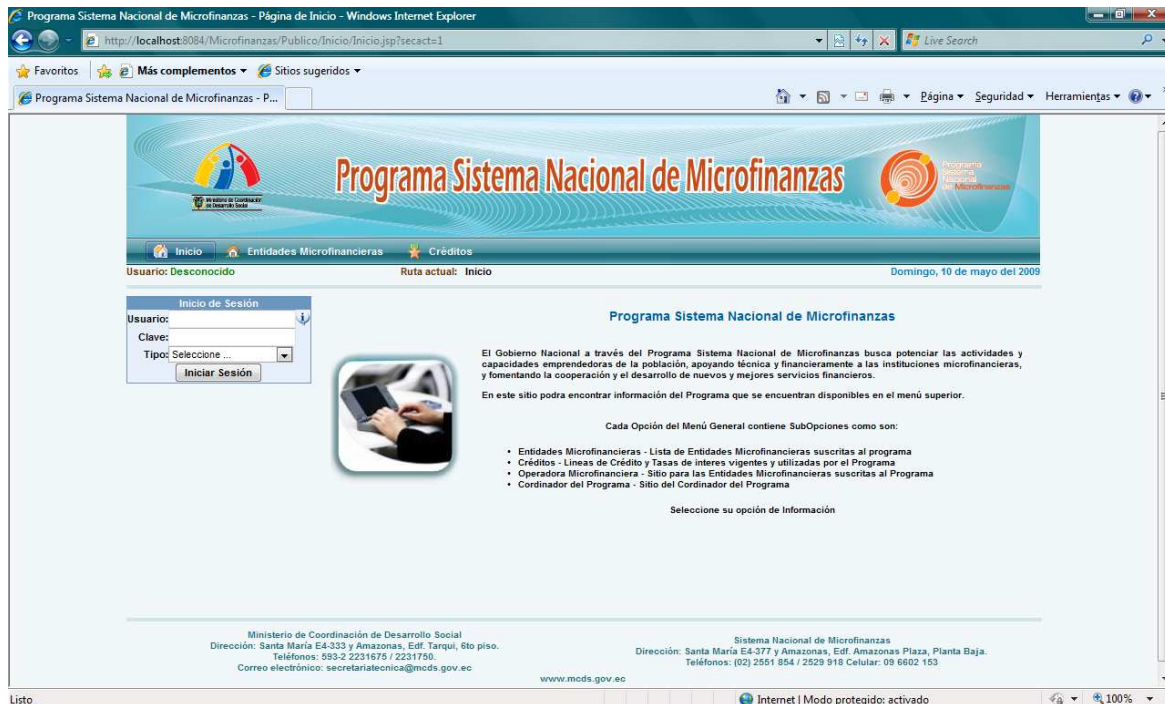 Programa Sistema Nacional de Microfinanzas - Página de Inicio - Windows Internet Explorer
http://localhost:8084/Microfinanzas/Publico/Inicio/Inicio.jsp?secact=1
Live Search
Favoritos Más complementos Sitios sugeridos
Programa Sistema Nacional de Microfinanzas - P...
Página Seguridad Herramientas
Programa Sistema Nacional de Microfinanzas
Ministerio de Coordinación
de Desarrollo Social
Programa
Sistema
Nacional
de Microfinanzas
Inicio Entidades Microfinancieras Créditos
Usuario: Desconocido Ruta actual: Inicio Domingo, 10 de mayo del 2009
Inicio de Sesión
Usuario:
Clave:
Tipo: Seleccione ...
Iniciar Sesión
Programa Sistema Nacional de Microfinanzas
El Gobierno Nacional a través del Programa Sistema Nacional de Microfinanzas busca potenciar las actividades y
capacidades emprendedoras de la población, apoyando técnica y financieramente a las instituciones microfinancieras,
y fomentando la cooperación y el desarrollo de nuevos y mejores servicios financieros.
En este sitio podra encontrar información del Programa que se encuentran disponibles en el menú superior.
Cada Opción del Menú General contiene SubOpciones como son:
• Entidades Microfinancieras - Lista de Entidades Microfinancieras suscritas al programa
• Créditos - Lineas de Crédito y Tasas de interes vigentes y utilizadas por el Programa
• Operadora Microfinanciera - Sitio para las Entidades Microfinancieras suscritas al Programa
• Cordinador del Programa - Sitio del Cordinador del Programa
Seleccione su opción de Información
Ministerio de Coordinación de Desarrollo Social
Dirección: Santa María E4-333 y Amazonas, Edf. Tarqui, 6to piso.
Teléfonos: 593-2 2231675 / 2231750.
Correo electrónico: secretariatecnica@mcds.gov.ec
Sistema Nacional de Microfinanzas
Dirección: Santa María E4-377 y Amazonas, Edf. Amazonas Plaza, Planta Baja.
Teléfonos: (02) 2551 854 / 2529 918 Celular: 09 6602 153
www.mcds.gov.ec
Listo Internet | Modo protegido: activado 100%